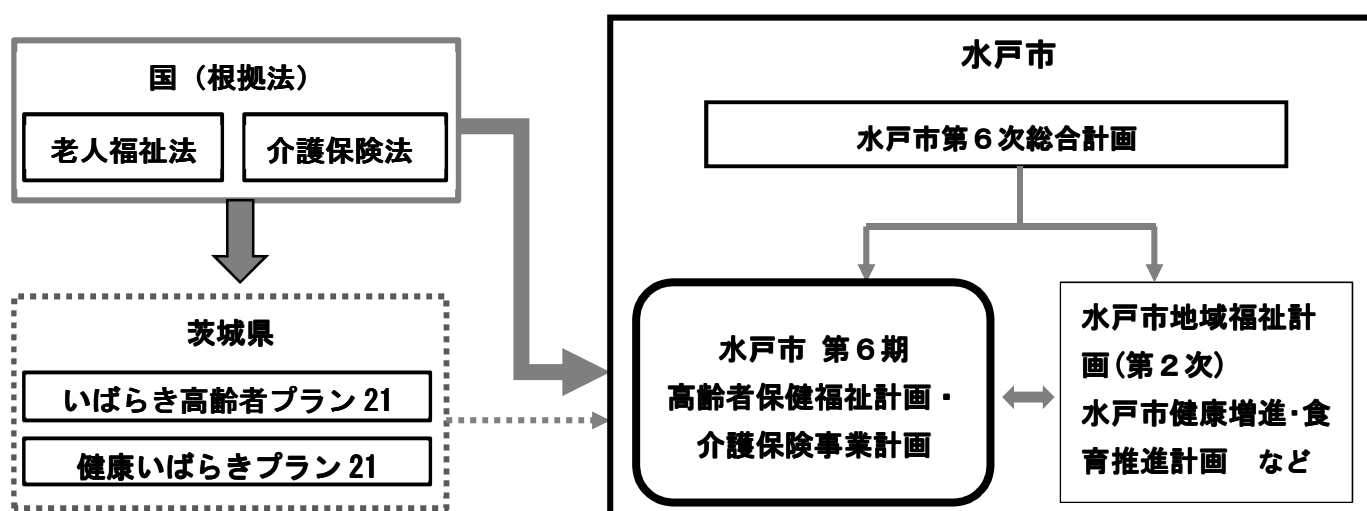 国（根拠法）
老人福祉法
介護保険法
茨城県
いばらき高齢者プラン 21
健康いばらきプラン 21
水戸市
水戸市第６次総合計画
水戸市 第６期
高齢者保健福祉計画・
介護保険事業計画
水戸市地域福祉計
画(第２次)
水戸市健康増進・食
育推進計画　など